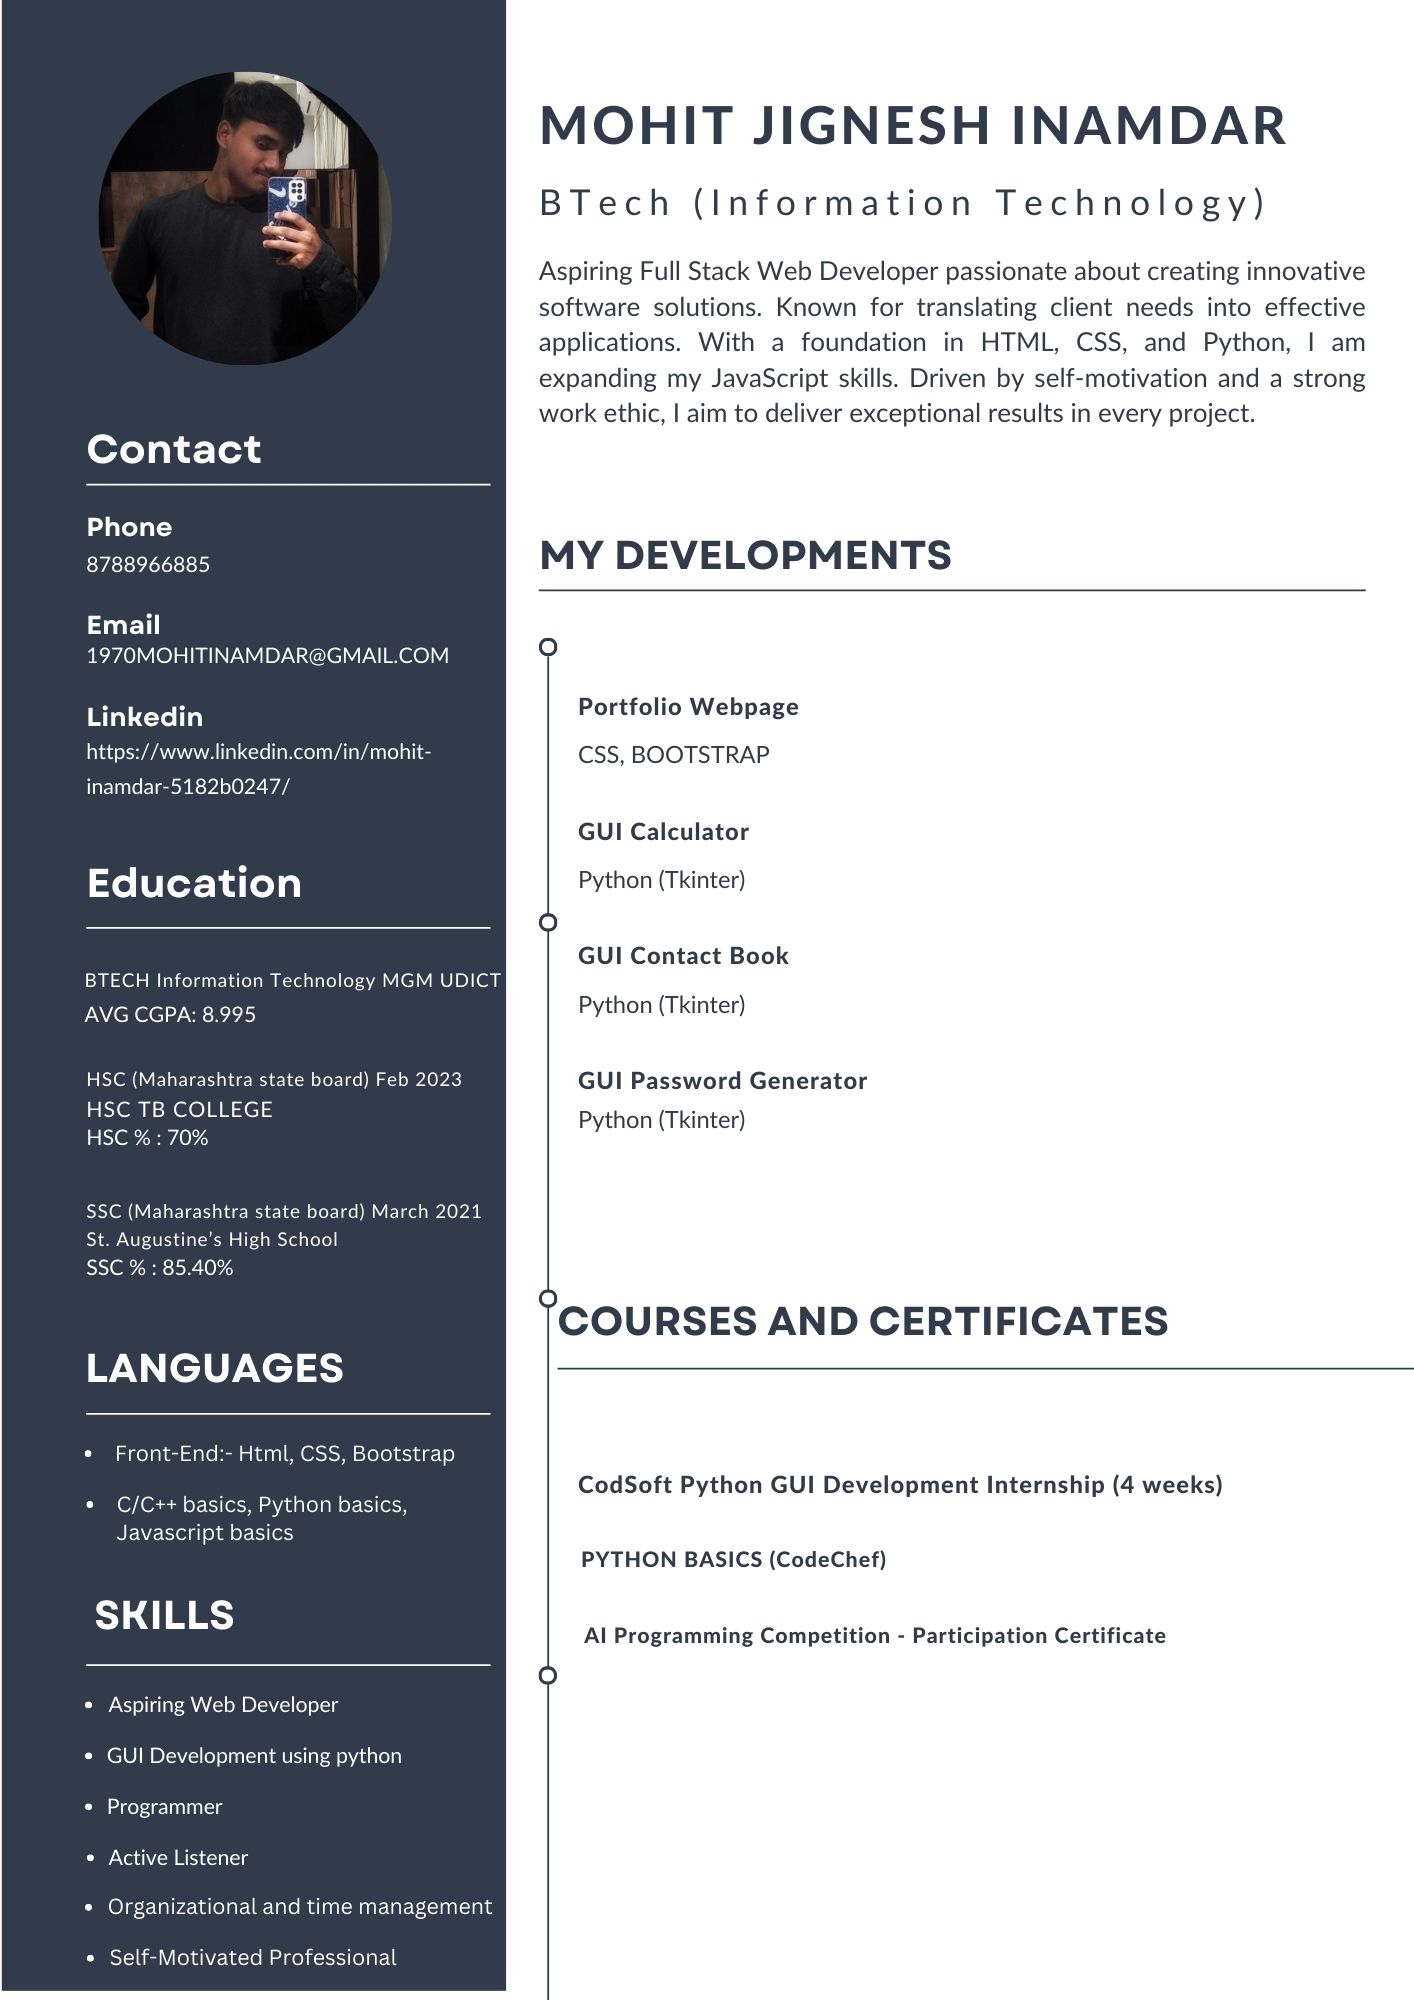 MOHIT JIGNESH INAMDAR
BTech (Information Technology)
Aspiring Full Stack Web Developer passionate about creating innovative
software solutions. Known for translating client needs into effective
applications. With a foundation in HTML, CSS, and Python, I am
expanding my JavaScript skills. Driven by self-motivation and a strong
work ethic, I aim to deliver exceptional results in every project.
Contact
Phone
8788966885
Email
1970MOHITINAMDAR@GMAIL.COM
Linkedin
https://www.linkedin.com/in/mohit-
inamdar-5182b0247/
Education
BTECH Information Technology MGM UDICT
AVG CGPA: 8.995
HSC (Maharashtra state board) Feb 2023
HSC TB COLLEGE
HSC % : 70%
SSC (Maharashtra state board) March 2021
St. Augustine’s High School
SSC % : 85.40%
LANGUAGES
• Front-End:- Html, CSS, Bootstrap
• C/C++ basics, Python basics,
Javascript basics
SKILLS
• Aspiring Web Developer
• GUI Development using python
• Programmer
• Active Listener
• Organizational and time management
• Self-Motivated Professional
MY DEVELOPMENTS
Portfolio Webpage
CSS, BOOTSTRAP
GUI Calculator
Python (Tkinter)
GUI Contact Book
Python (Tkinter)
GUI Password Generator
Python (Tkinter)
COURSES AND CERTIFICATES
CodSoft Python GUI Development Internship (4 weeks)
PYTHON BASICS (CodeChef)
AI Programming Competition - Participation Certificate